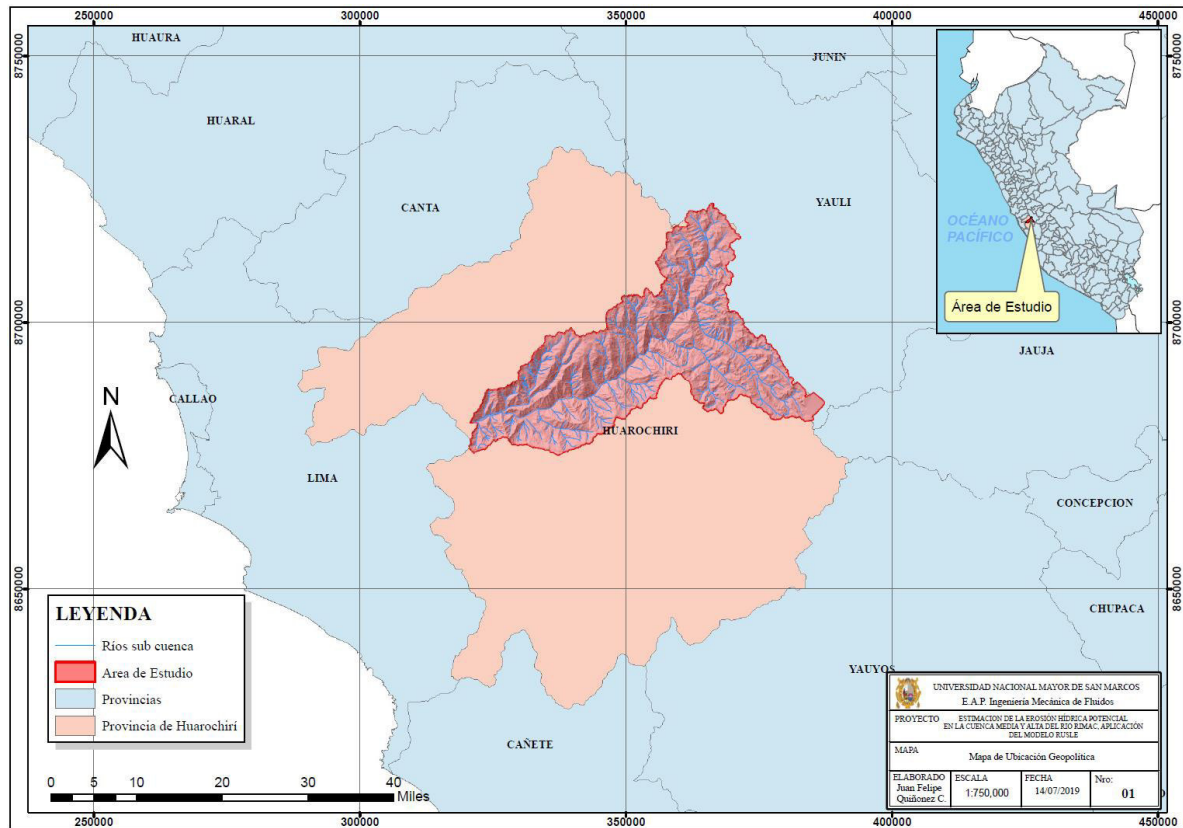 250000
300000
350000
400000
450000
8750000
8750000
HUAURA
JUNIN
HUARAL
CANTA
YAULI
OCÉANO
PACÍFICO
Área de Estudio
8700000
8700000
JAUJA
CALLAO
N
HUAROCHIRI
LIMA
CONCEPCION
8650000
8650000
CHUPACA
YAUYOS
CAÑETE
LEYENDA
Ríos sub cuenca
Area de Estudio
Provincias
Provincia de Huarochirí
0 5 10 20 30 40
Miles
UNIVERSIDAD NACIONAL MAYOR DE SAN MARCOS
E.A.P. Ingeniería Mecánica de Fluidos
PROYECTO
ESTIMACION DE LA EROSIÓN HÍDRICA POTENCIAL
EN LA CUENCA MEDIA Y ALTA DEL RIO RIMAC, APLICACIÓN
DEL MODELO RUSLE
MAPA
Mapa de Ubicación Geopolítica
ELABORADO
Juan Felipe
Quiñonez C.
ESCALA
1:750,000
FECHA
14/07/2019
Nro:
01
250000
300000
350000
400000
450000